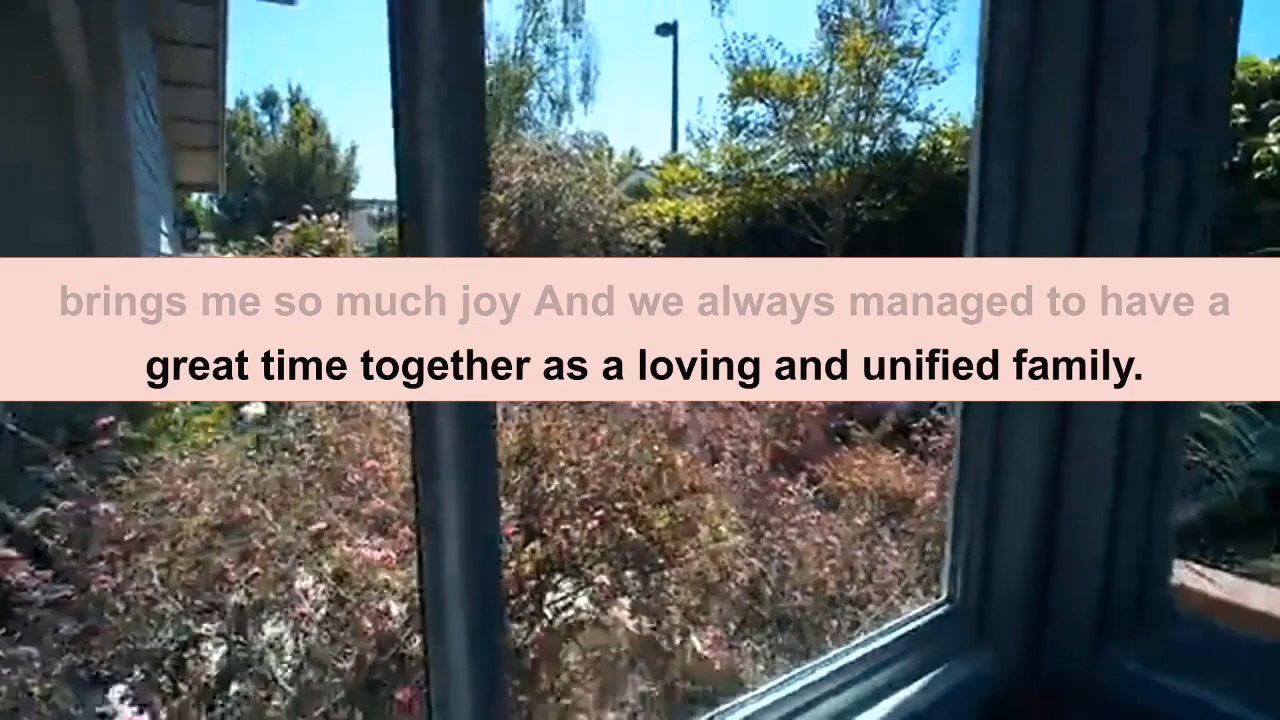 brings me so much joy And we always managed to have a
great time together as a loving and unified family.